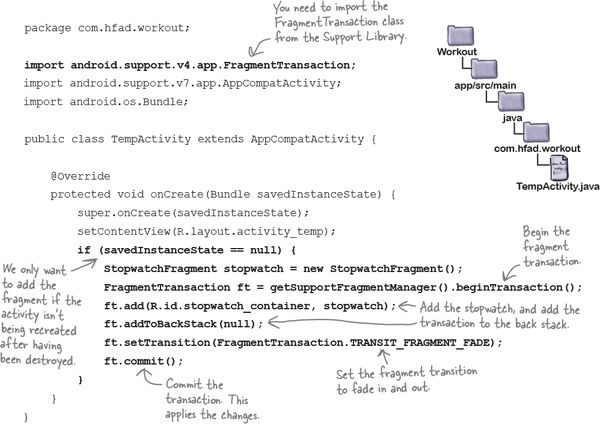 You need to import the
FragmentTransaction class
from the Support Library.
package com.hfad.workout;
import android.support.v4.app.FragmentTransaction;
import android.support.v7.app.AppCompatActivity;
import android.os.Bundle;
public class TempActivity extends AppCompatActivity {
@Override
protected void onCreate(Bundle savedInstanceState) {
super.onCreate(savedInstanceState);
setContentView(R.layout.activity_temp);
if (savedInstanceState == null) {
StopwatchFragment stopwatch = new StopwatchFragment();
FragmentTransaction ft = getSupportFragmentManager().beginTransaction();
ft.add(R.id.stopwatch_container, stopwatch);
ft.addToBackStack(null);
ft.setTransition(FragmentTransaction.TRANSIT_FRAGMENT_FADE);
ft.commit();
}
}
}
We only want
to add the
fragment if the
activity isn't
being recreated
after having
been destroyed.
Begin the
fragment
transaction.
Add the stopwatch, and add the
transaction to the back stack.
Set the fragment transition
to fade in and out.
Commit the
transaction. This
applies the changes.
Workout
app/src/main
java
com.hfad.workout
TempActivity.java